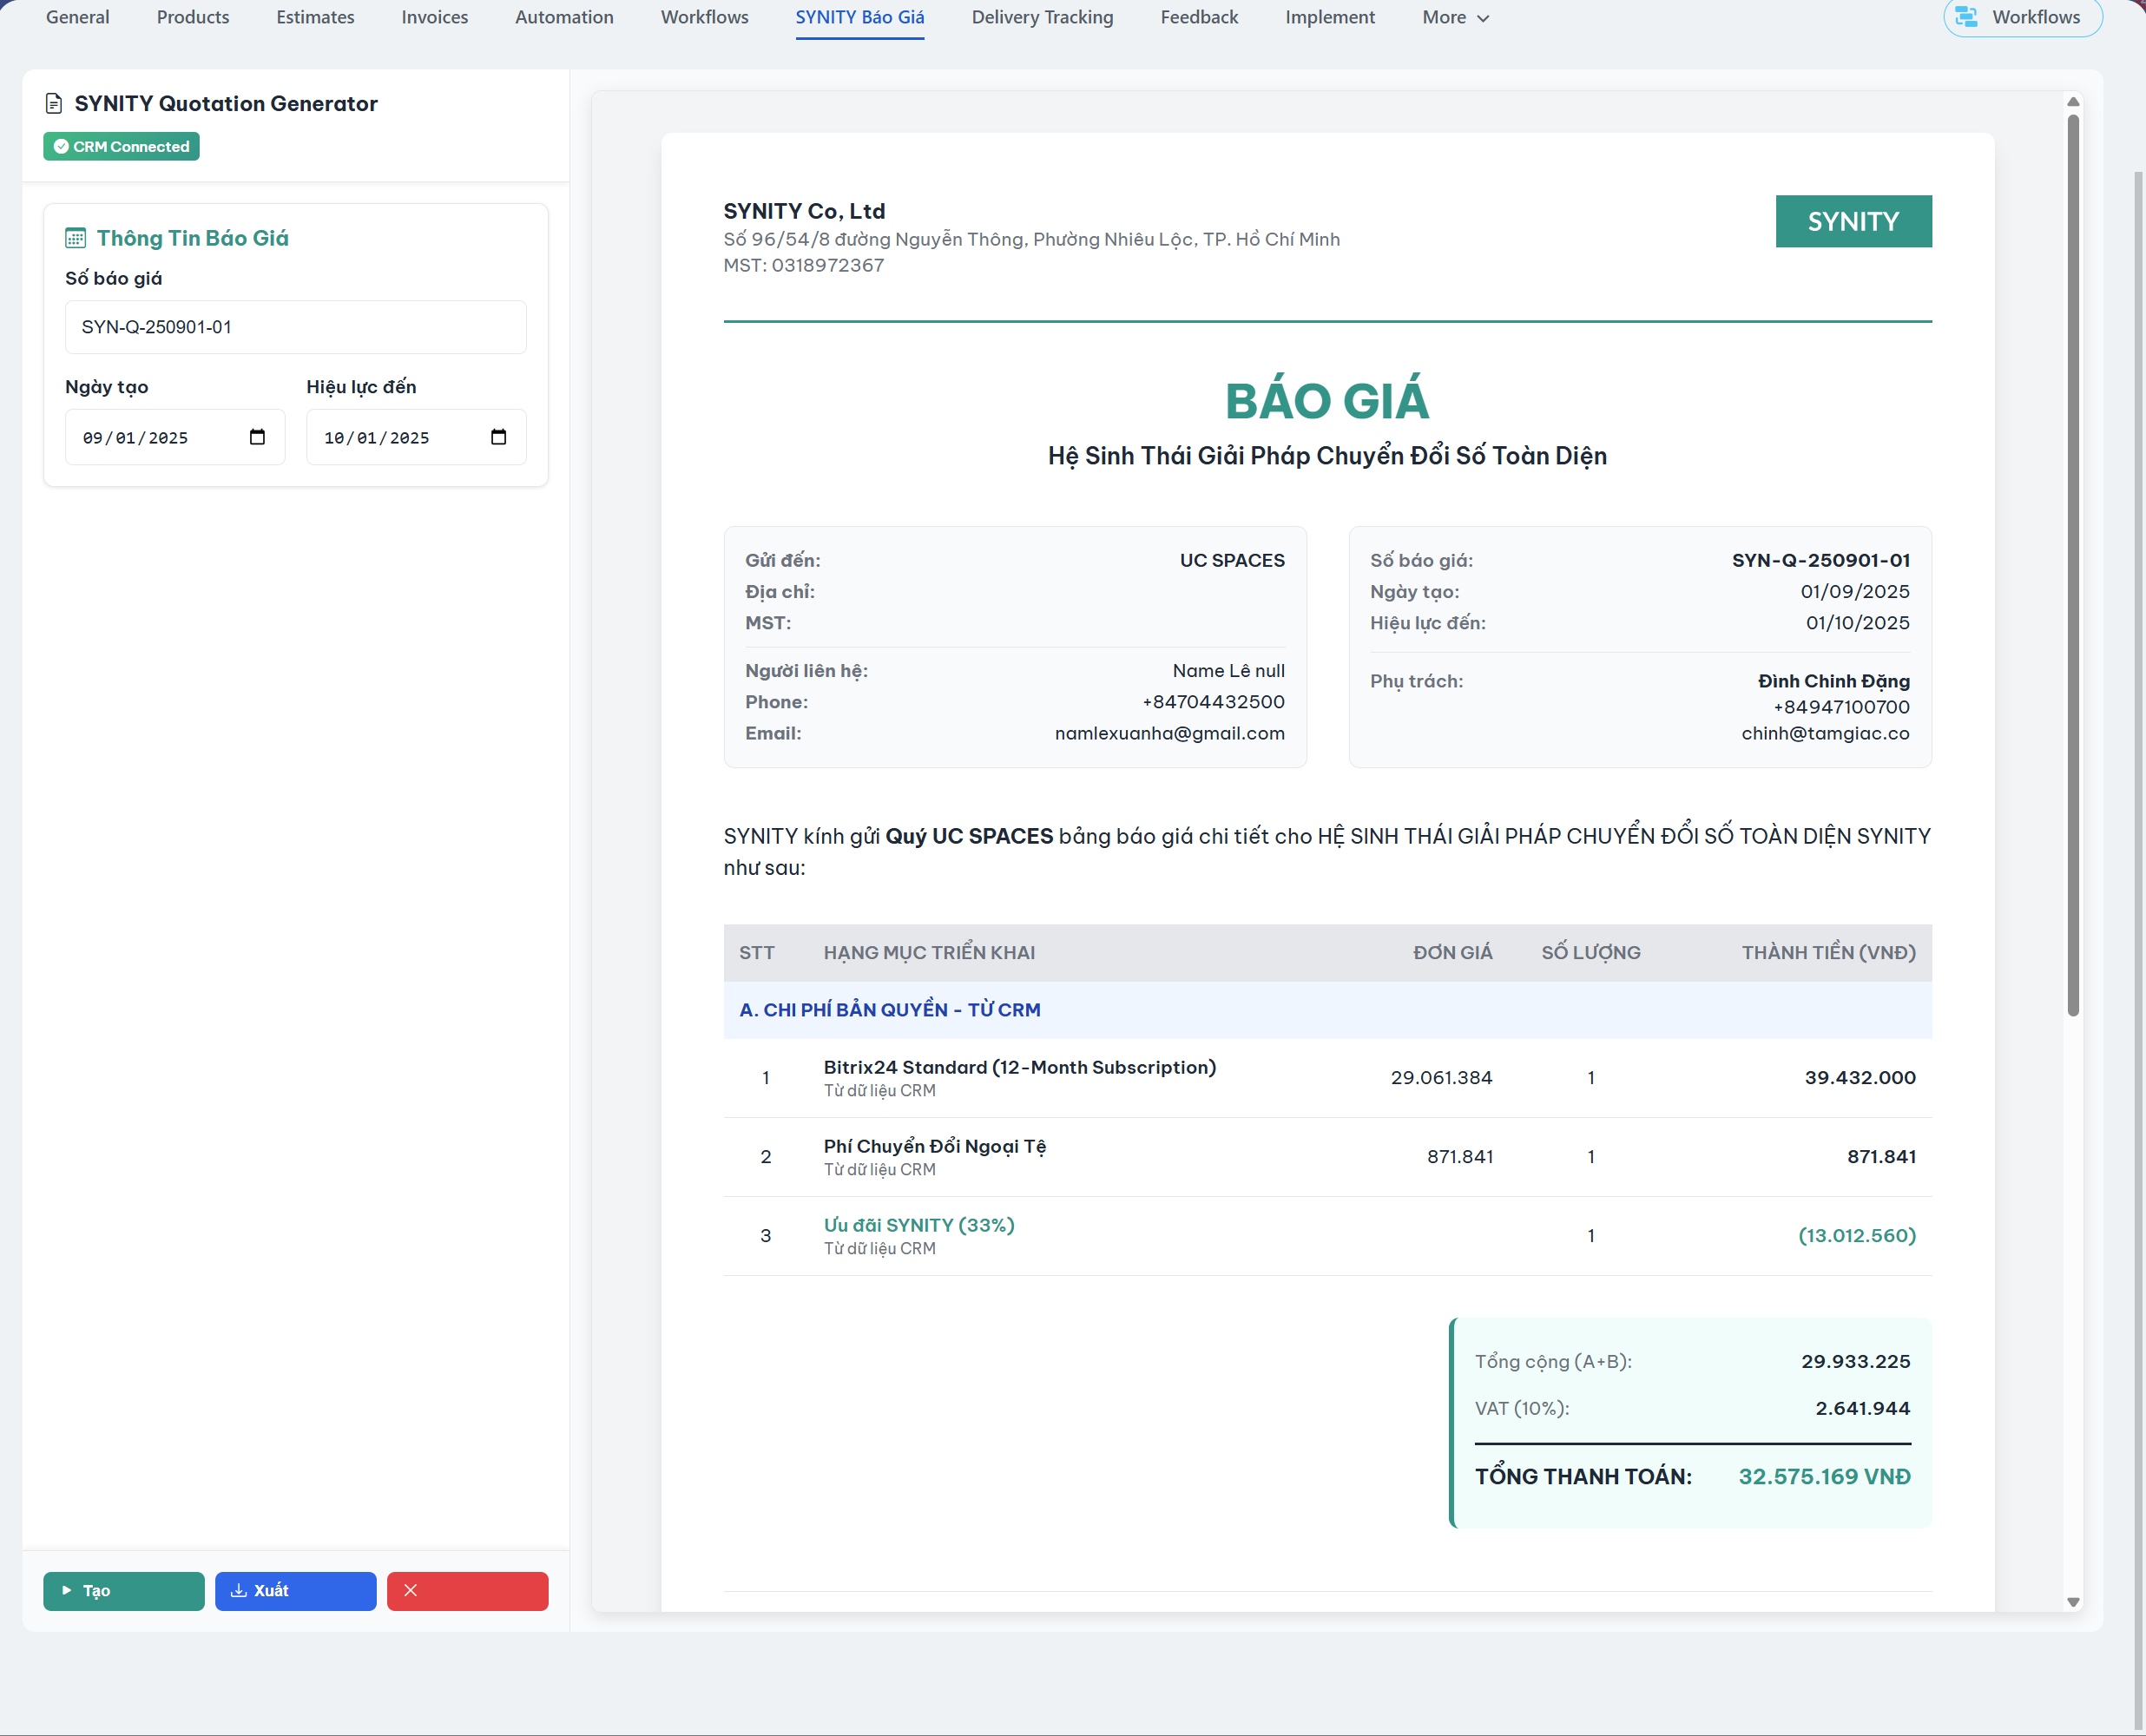 General Products Estimates Invoices Automation Workflows SYNITY Báo Giá Delivery Tracking Feedback Implement More Workflows
SYNITY Quotation Generator
CRM Connected
Thông Tin Báo Giá
Số báo giá
SYN-Q-250901-01
Ngày tạo Hiệu lực đến
09/01/2025 10/01/2025
Tạo Xuất
SYNITY Co, Ltd
Số 96/54/8 đường Nguyễn Thông, Phường Nhiêu Lộc, TP. Hồ Chí Minh
MST: 0318972367
SYNITY
BÁO GIÁ
Hệ Sinh Thái Giải Pháp Chuyển Đổi Số Toàn Diện
Gửi đến: UC SPACES
Địa chỉ:
MST:
Người liên hệ: Name Lê null
Phone: +84704432500
Email: namlexuanha@gmail.com
Số báo giá: SYN-Q-250901-01
Ngày tạo: 01/09/2025
Hiệu lực đến: 01/10/2025
Phụ trách: Đình Chinh Đặng
+84947100700
chinh@tamgiac.co
SYNITY kính gửi Quý UC SPACES bảng báo giá chi tiết cho HỆ SINH THÁI GIẢI PHÁP CHUYỂN ĐỔI SỐ TOÀN DIỆN SYNITY
như sau:
STT HẠNG MỤC TRIỂN KHAI ĐƠN GIÁ SỐ LƯỢNG THÀNH TIỀN (VNĐ)
A. CHI PHÍ BẢN QUYỀN - TỪ CRM
1 Bitrix24 Standard (12-Month Subscription) 29.061.384 1 39.432.000
Từ dữ liệu CRM
2 Phí Chuyển Đổi Ngoại Tệ 871.841 1 871.841
Từ dữ liệu CRM
3 Ưu đãi SYNITY (33%) 1 (13.012.560)
Từ dữ liệu CRM
Tổng cộng (A+B): 29.933.225
VAT (10%): 2.641.944
TỔNG THANH TOÁN: 32.575.169 VNĐ